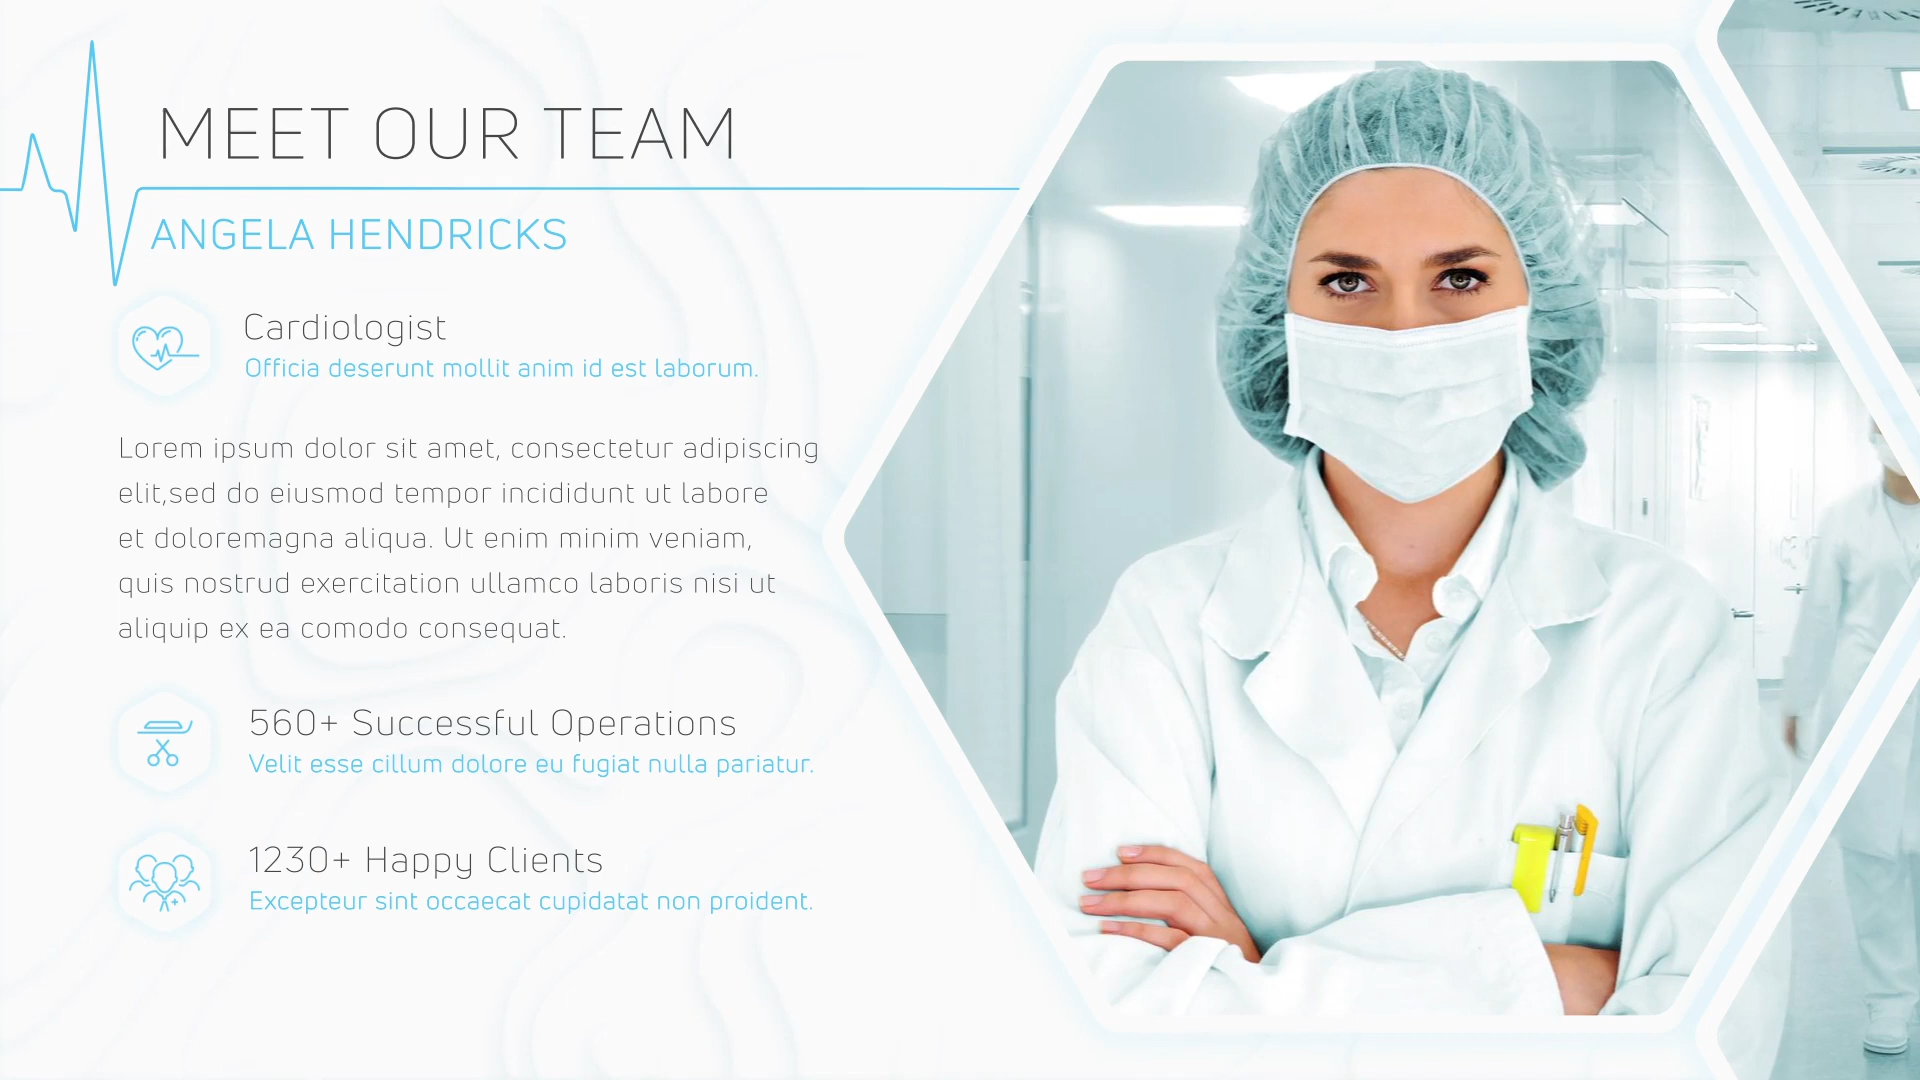 MEET OUR TEAM
ANGELA HENDRICKS
Cardiologist
Officia deserunt mollit anim id est laborum.
Lorem ipsum dolor sit amet, consectetur adipiscing
elit,sed do eiusmod tempor incididunt ut labore
et doloremagna aliqua. Ut enim minim veniam,
quis nostrud exercitation ullamco laboris nisi ut
aliquip ex ea comodo consequat.
560+ Successful Operations
Velit esse cillum dolore eu fugiat nulla pariatur.
1230+ Happy Clients
Excepteur sint occaecat cupidatat non proident.